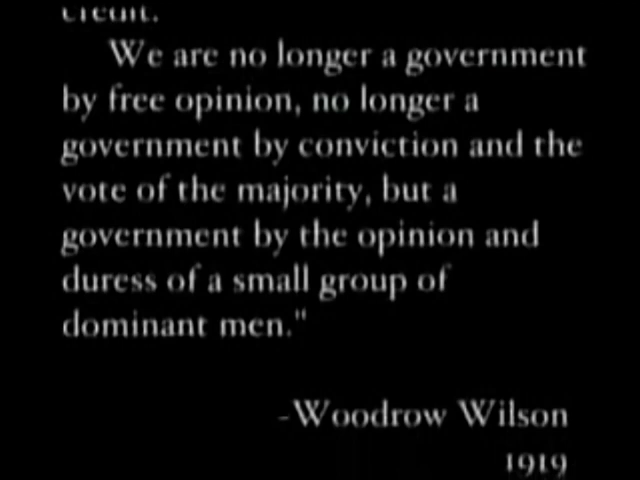 credit.
We are no longer a government
by free opinion, no longer a
government by conviction and the
vote of the majority, but a
government by the opinion and
duress of a small group of
dominant men."
-Woodrow Wilson
1919